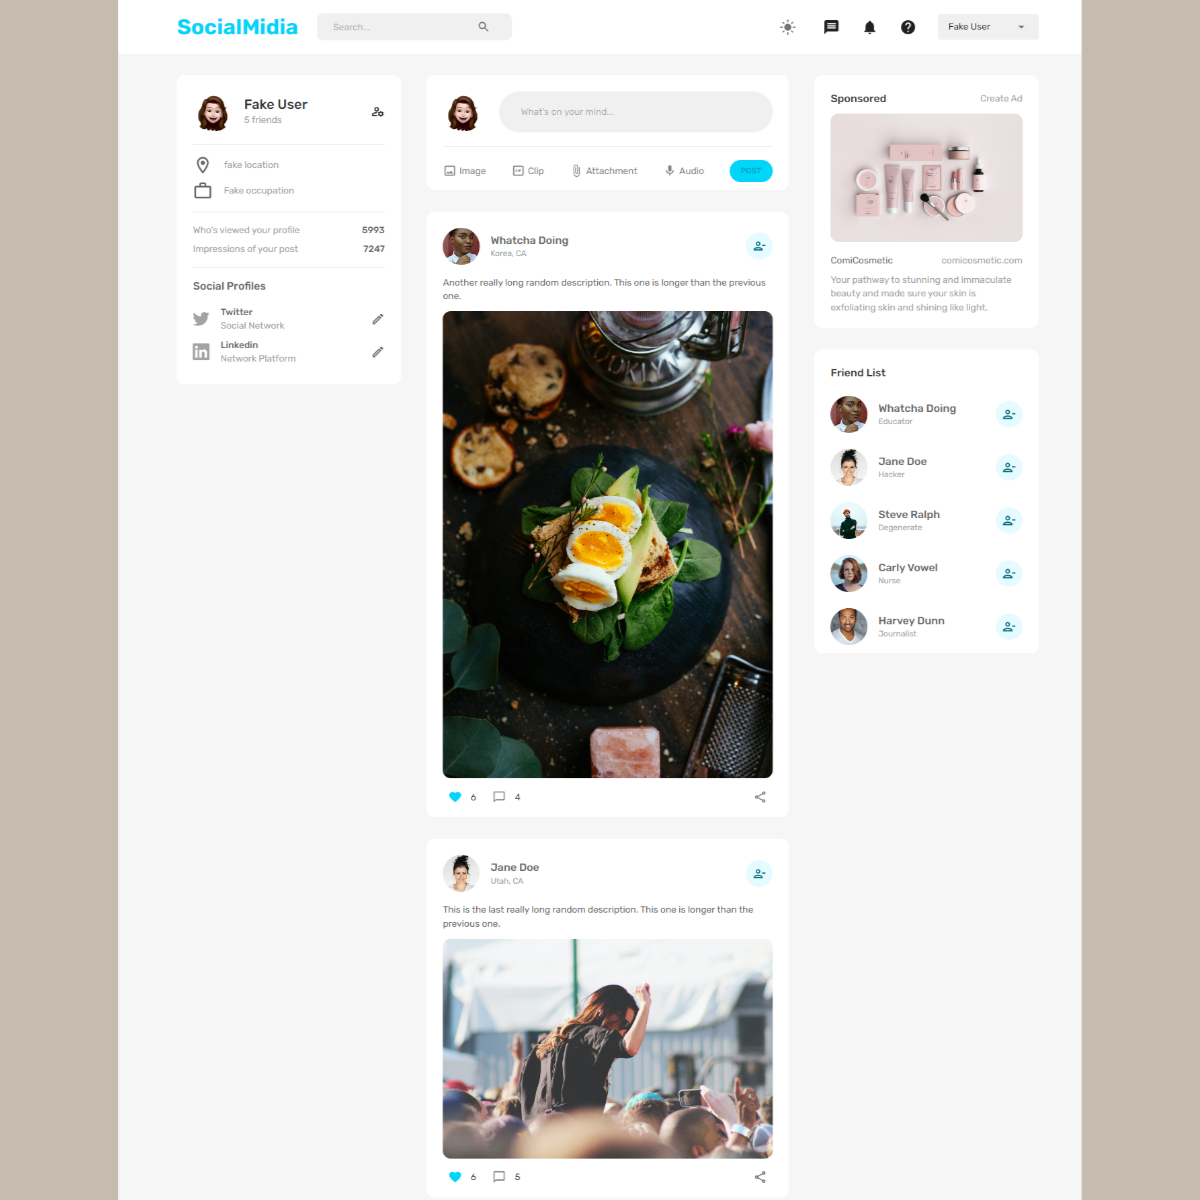 SocialMidia
Search...
Fake User
Fake User
5 friends
fake location
Fake occupation
Who's viewed your profile 5993
Impressions of your post 7247
Social Profiles
Twitter
Social Network
Linkedin
Network Platform
What's on your mind...
Image Clip Attachment Audio POST
Whatcha Doing
Korea, CA
Another really long random description. This one is longer than the previous
one.
6 4
Jane Doe
Utah, CA
This is the last really long random description. This one is longer than the
previous one.
6 5
Sponsored Create Ad
ComiCosmetic comicosmetic.com
Your pathway to stunning and immaculate
beauty and made sure your skin is
exfoliating skin and shining like light.
Friend List
Whatcha Doing
Educator
Jane Doe
Hacker
Steve Ralph
Degenerate
Carly Vowel
Nurse
Harvey Dunn
Journalist